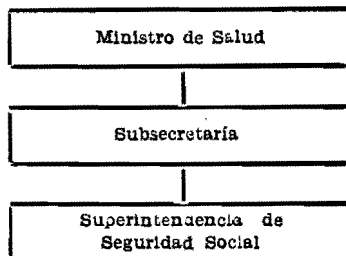 Ministro de Salud
Subsecretaría
Superintendencia de
Seguridad Social